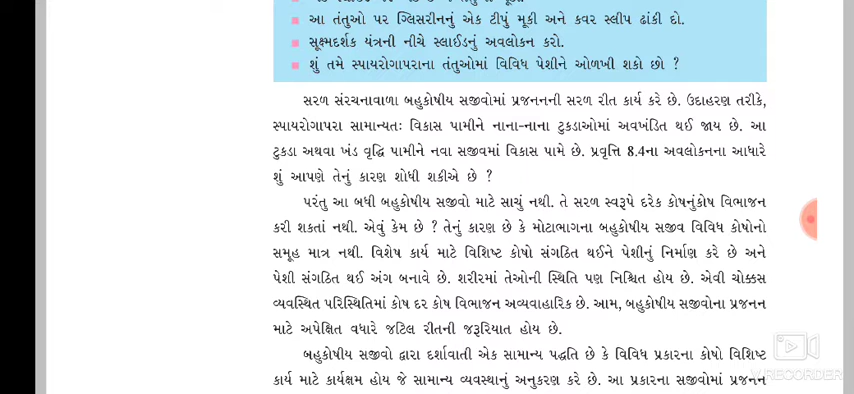 આ તંતુઓ પર ગ્લિસરીનનું એક ટીપું મૂકી અને કવર સ્લીપ ઢાંકી દો.
સૂક્ષ્મદર્શક યંત્રની નીચે સ્લાઈડનું અવલોકન કરો.
શું તમે સ્પાયરોગાપરાના તંતુઓમાં વિવિધ પેશીને ઓળખી શકો છો ?
સરળ સંરચનાવાળા બહુકોષીય સજીવોમાં પ્રજનનની સરળ રીત કાર્ય કરે છે. ઉદાહરણ તરીકે,
સ્પાયરોગાપરા સામાન્યતઃ વિકાસ પામીને નાના-નાના ટુકડાઓમાં અવખંડિત થઈ જાય છે. આ
ટુકડા અથવા ખંડ વૃદ્ધિ પામીને નવા સજીવમાં વિકાસ પામે છે. પ્રવૃત્તિ 8.4ના અવલોકનના આધારે
શું આપણે તેનું કારણ શોધી શકીએ છે ?
પરંતુ આ બધી બહુકોષીય સજીવો માટે સાચું નથી. તે સરળ સ્વરૂપે દરેક કોષનુંકોષ વિભાજન
કરી શકતાં નથી. એવું કેમ છે ? તેનું કારણ છે કે મોટાભાગના બહુકોષીય સજીવ વિવિધ કોષોનો
સમૂહ માત્ર નથી. વિશેષ કાર્ય માટે વિશિષ્ટ કોષો સંગઠિત થઈને પેશીનું નિર્માણ કરે છે અને
પેશી સંગઠિત થઈ અંગ બનાવે છે. શરીરમાં તેઓની સ્થિતિ પણ નિશ્ચિત હોય છે. એવી ચોક્કસ
વ્યવસ્થિત પરિસ્થિતિમાં કોષ દર કોષ વિભાજન અવ્યવાહારિક છે. આમ, બહુકોષીય સજીવોના પ્રજનન
માટે અપેક્ષિત વધારે જટિલ રીતની જરૂરિયાત હોય છે.
બહુકોષીય સજીવો દ્વારા દર્શાવાતી એક સામાન્ય પદ્ધતિ છે કે વિવિધ પ્રકારના કોષો વિશિષ્ટ
કાર્ય માટે કાર્યક્ષમ હોય જે સામાન્ય વ્યવસ્થાનું અનુકરણ કરે છે. આ પ્રકારના સજીવોમાં પ્રજનન
V RECORDER